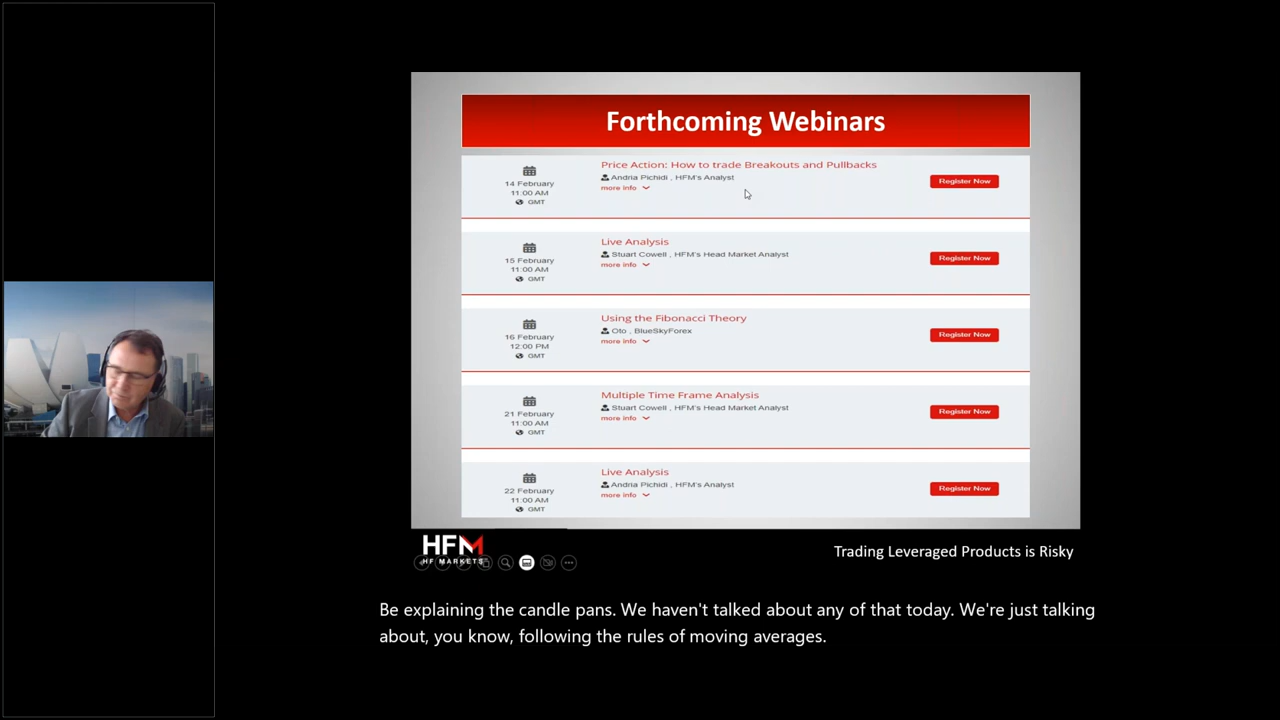 Forthcoming Webinars
Price Action: How to trade Breakouts and Pullbacks
Andria Pichidi , HFM's Analyst
more info
14 February
11:00 AM
GMT
Register Now
Live Analysis
Stuart Cowell , HFM's Head Market Analyst
more info
15 February
11:00 AM
GMT
Register Now
Using the Fibonacci Theory
Oto , BlueSkyForex
more info
16 February
12:00 PM
GMT
Register Now
Multiple Time Frame Analysis
Stuart Cowell , HFM's Head Market Analyst
more info
21 February
11:00 AM
GMT
Register Now
Live Analysis
Andria Pichidi , HFM's Analyst
more info
22 February
11:00 AM
GMT
Register Now
HFM
HF MARKETS
Trading Leveraged Products is Risky
Be explaining the candle pans. We haven't talked about any of that today. We're just talking
about, you know, following the rules of moving averages.